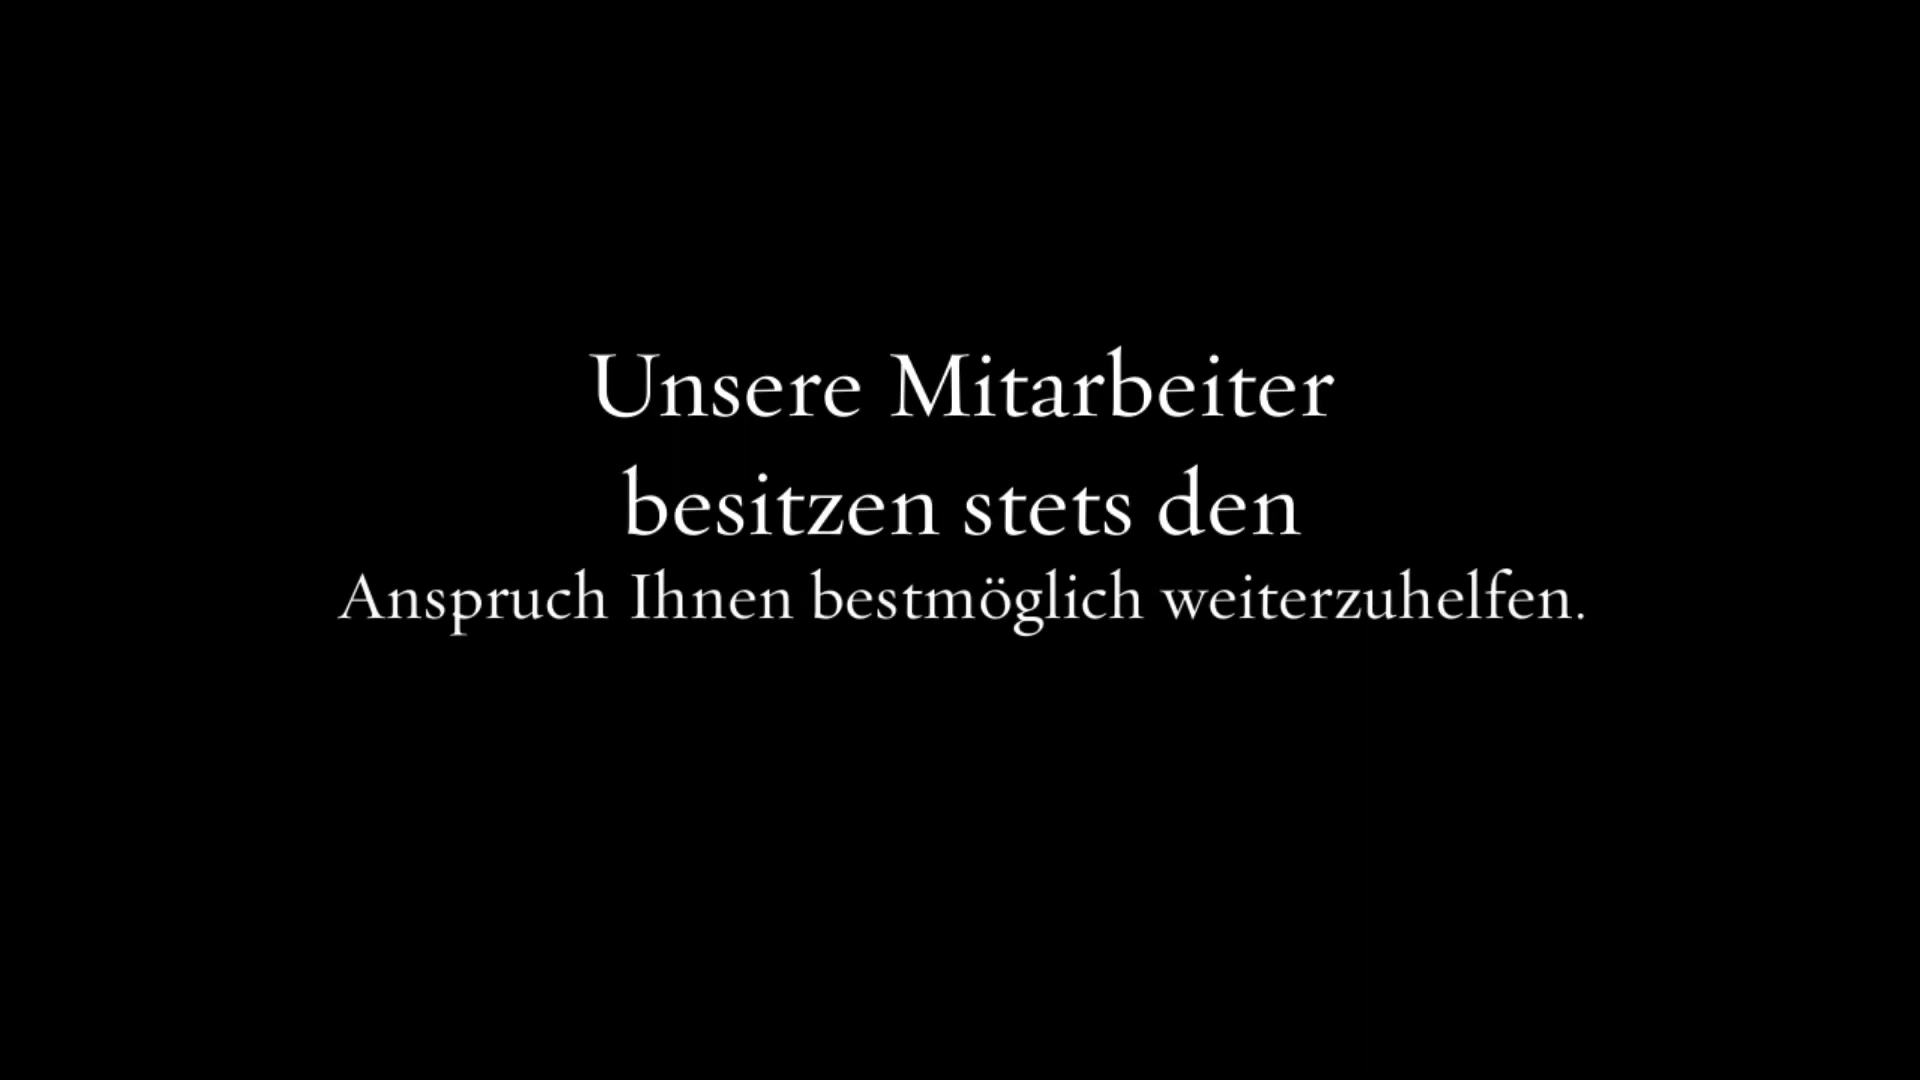 Unsere Mitarbeiter
besitzen stets den
Anspruch Ihnen bestmöglich weiterzuhelfen.